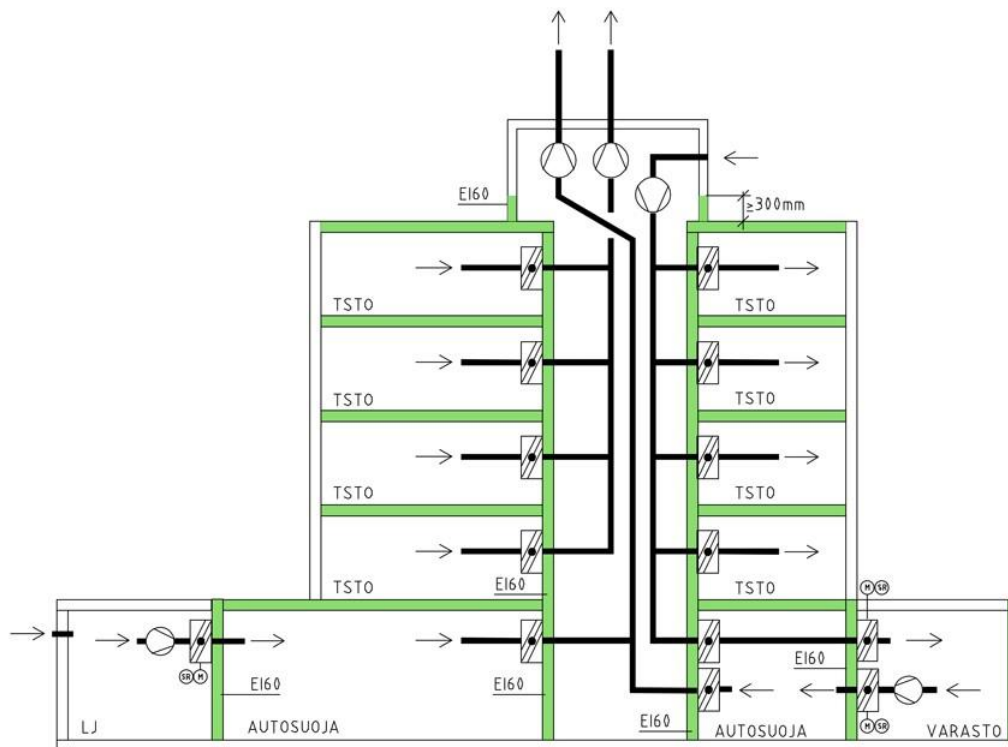 EI60
≥300mm
TSTO
TSTO
TSTO
TSTO
TSTO
TSTO
TSTO
TSTO
EI60
M SR
SR M
EI60
EI60
EI60
EI60
M SR
LJ
AUTOSUOJA
AUTOSUOJA
VARASTO